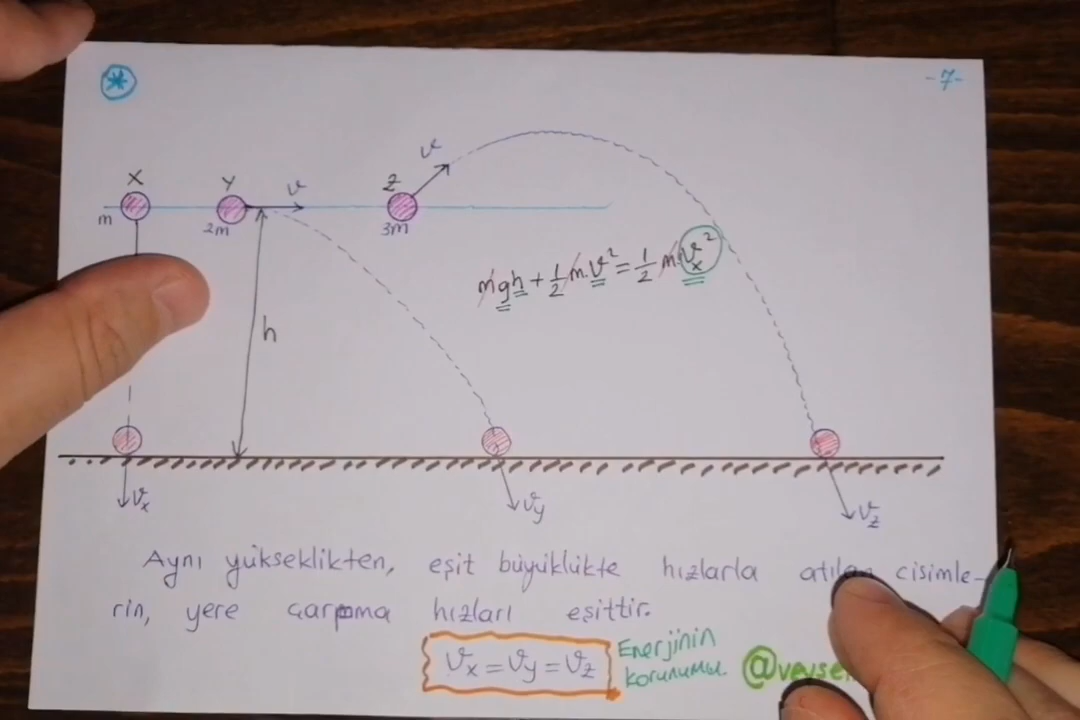 * -7-
X Y v Z v
m 2m 3m
mgh + 1/2 m.v² = 1/2 m.vₓ²
h
vₓ vy vz
Aynı yükseklikten, eşit büyüklükte hızlarla atılan cisimle-
rin, yere çarpma hızları eşittir.
vₓ = vy = vz
Enerjinin
korunumu